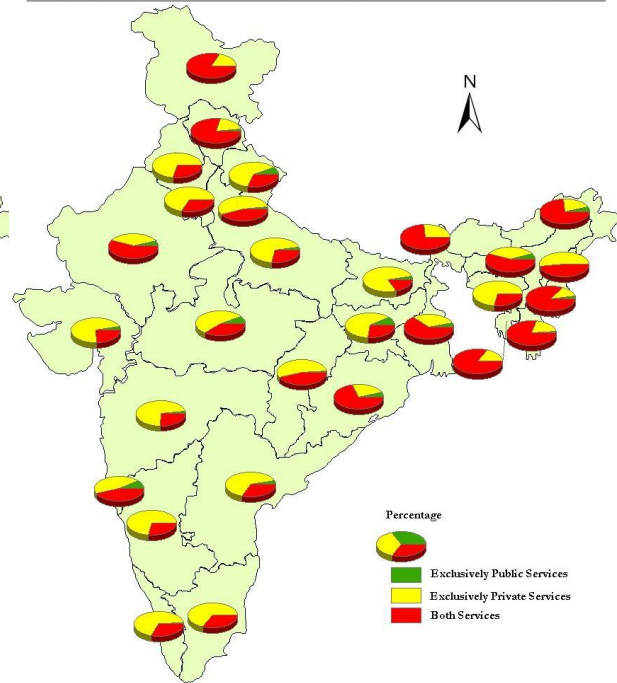 N
Percentage
Exclusively Public Services
Exclusively Private Services
Both Services